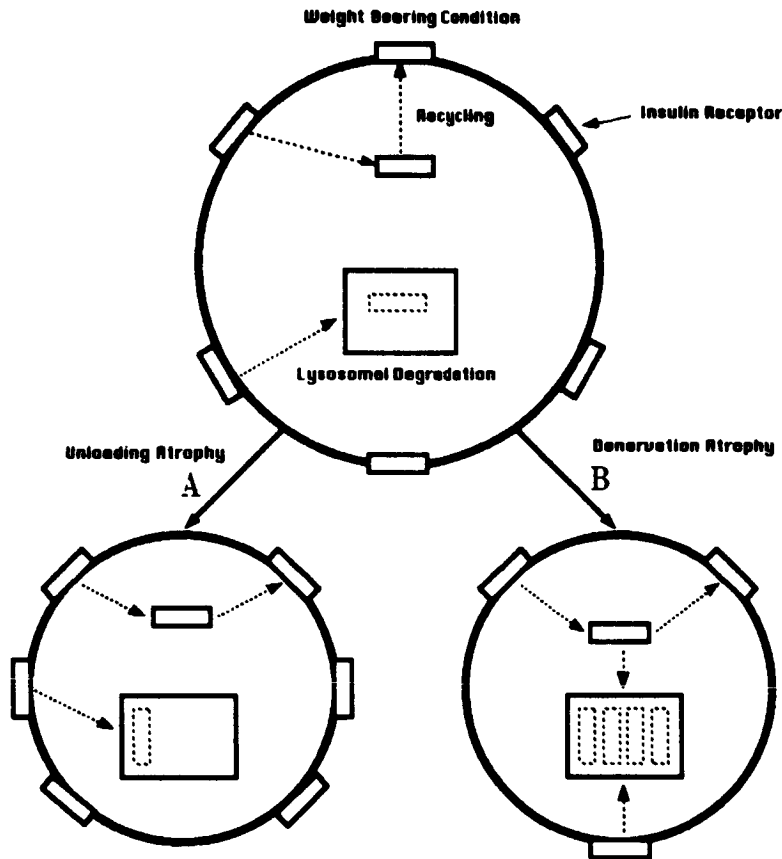 Weight Bearing Condition
Recycling
Insulin Receptor
Lysosomal Degradation
Unloading Atrophy
A
Denervation Atrophy
B